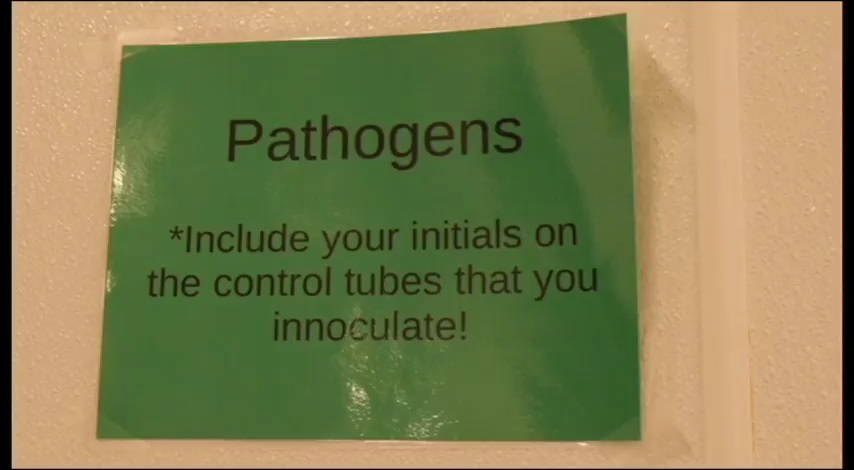 Pathogens
*Include your initials on
the control tubes that you
innoculate!